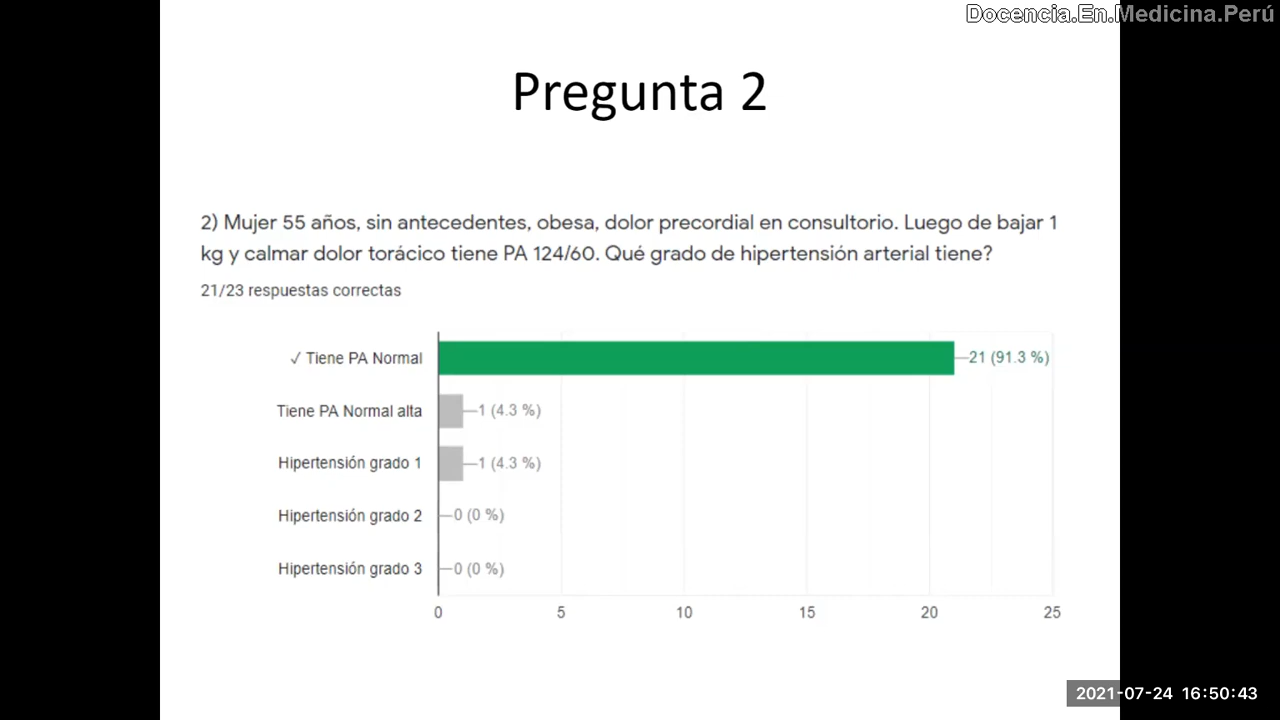 Docencia.En.Medicina.Perú
Pregunta 2
2) Mujer 55 años, sin antecedentes, obesa, dolor precordial en consultorio. Luego de bajar 1
kg y calmar dolor torácico tiene PA 124/60. Qué grado de hipertensión arterial tiene?
21/23 respuestas correctas
✓ Tiene PA Normal 21 (91.3 %)
Tiene PA Normal alta 1 (4.3 %)
Hipertensión grado 1 1 (4.3 %)
Hipertensión grado 2 0 (0 %)
Hipertensión grado 3 0 (0 %)
0 5 10 15 20 25
2021-07-24 16:50:43